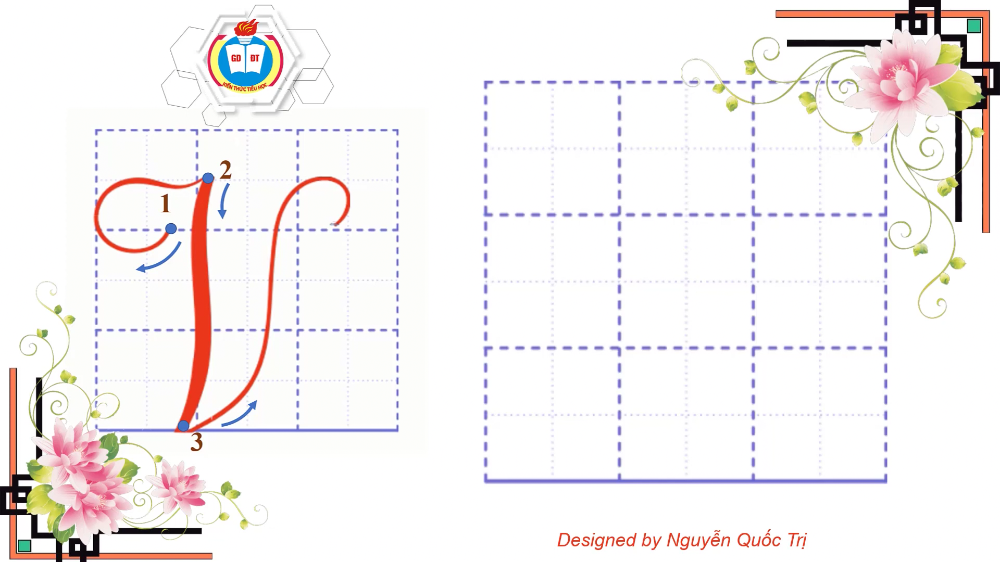 GD ĐT
KIẾN THỨC TIỂU HỌC
2
1
V
3
Designed by Nguyễn Quốc Trị